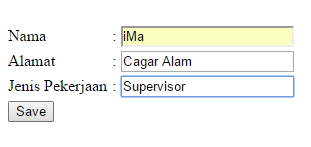 Nama : iMa
Alamat : Cagar Alam
Jenis Pekerjaan : Supervisor
Save